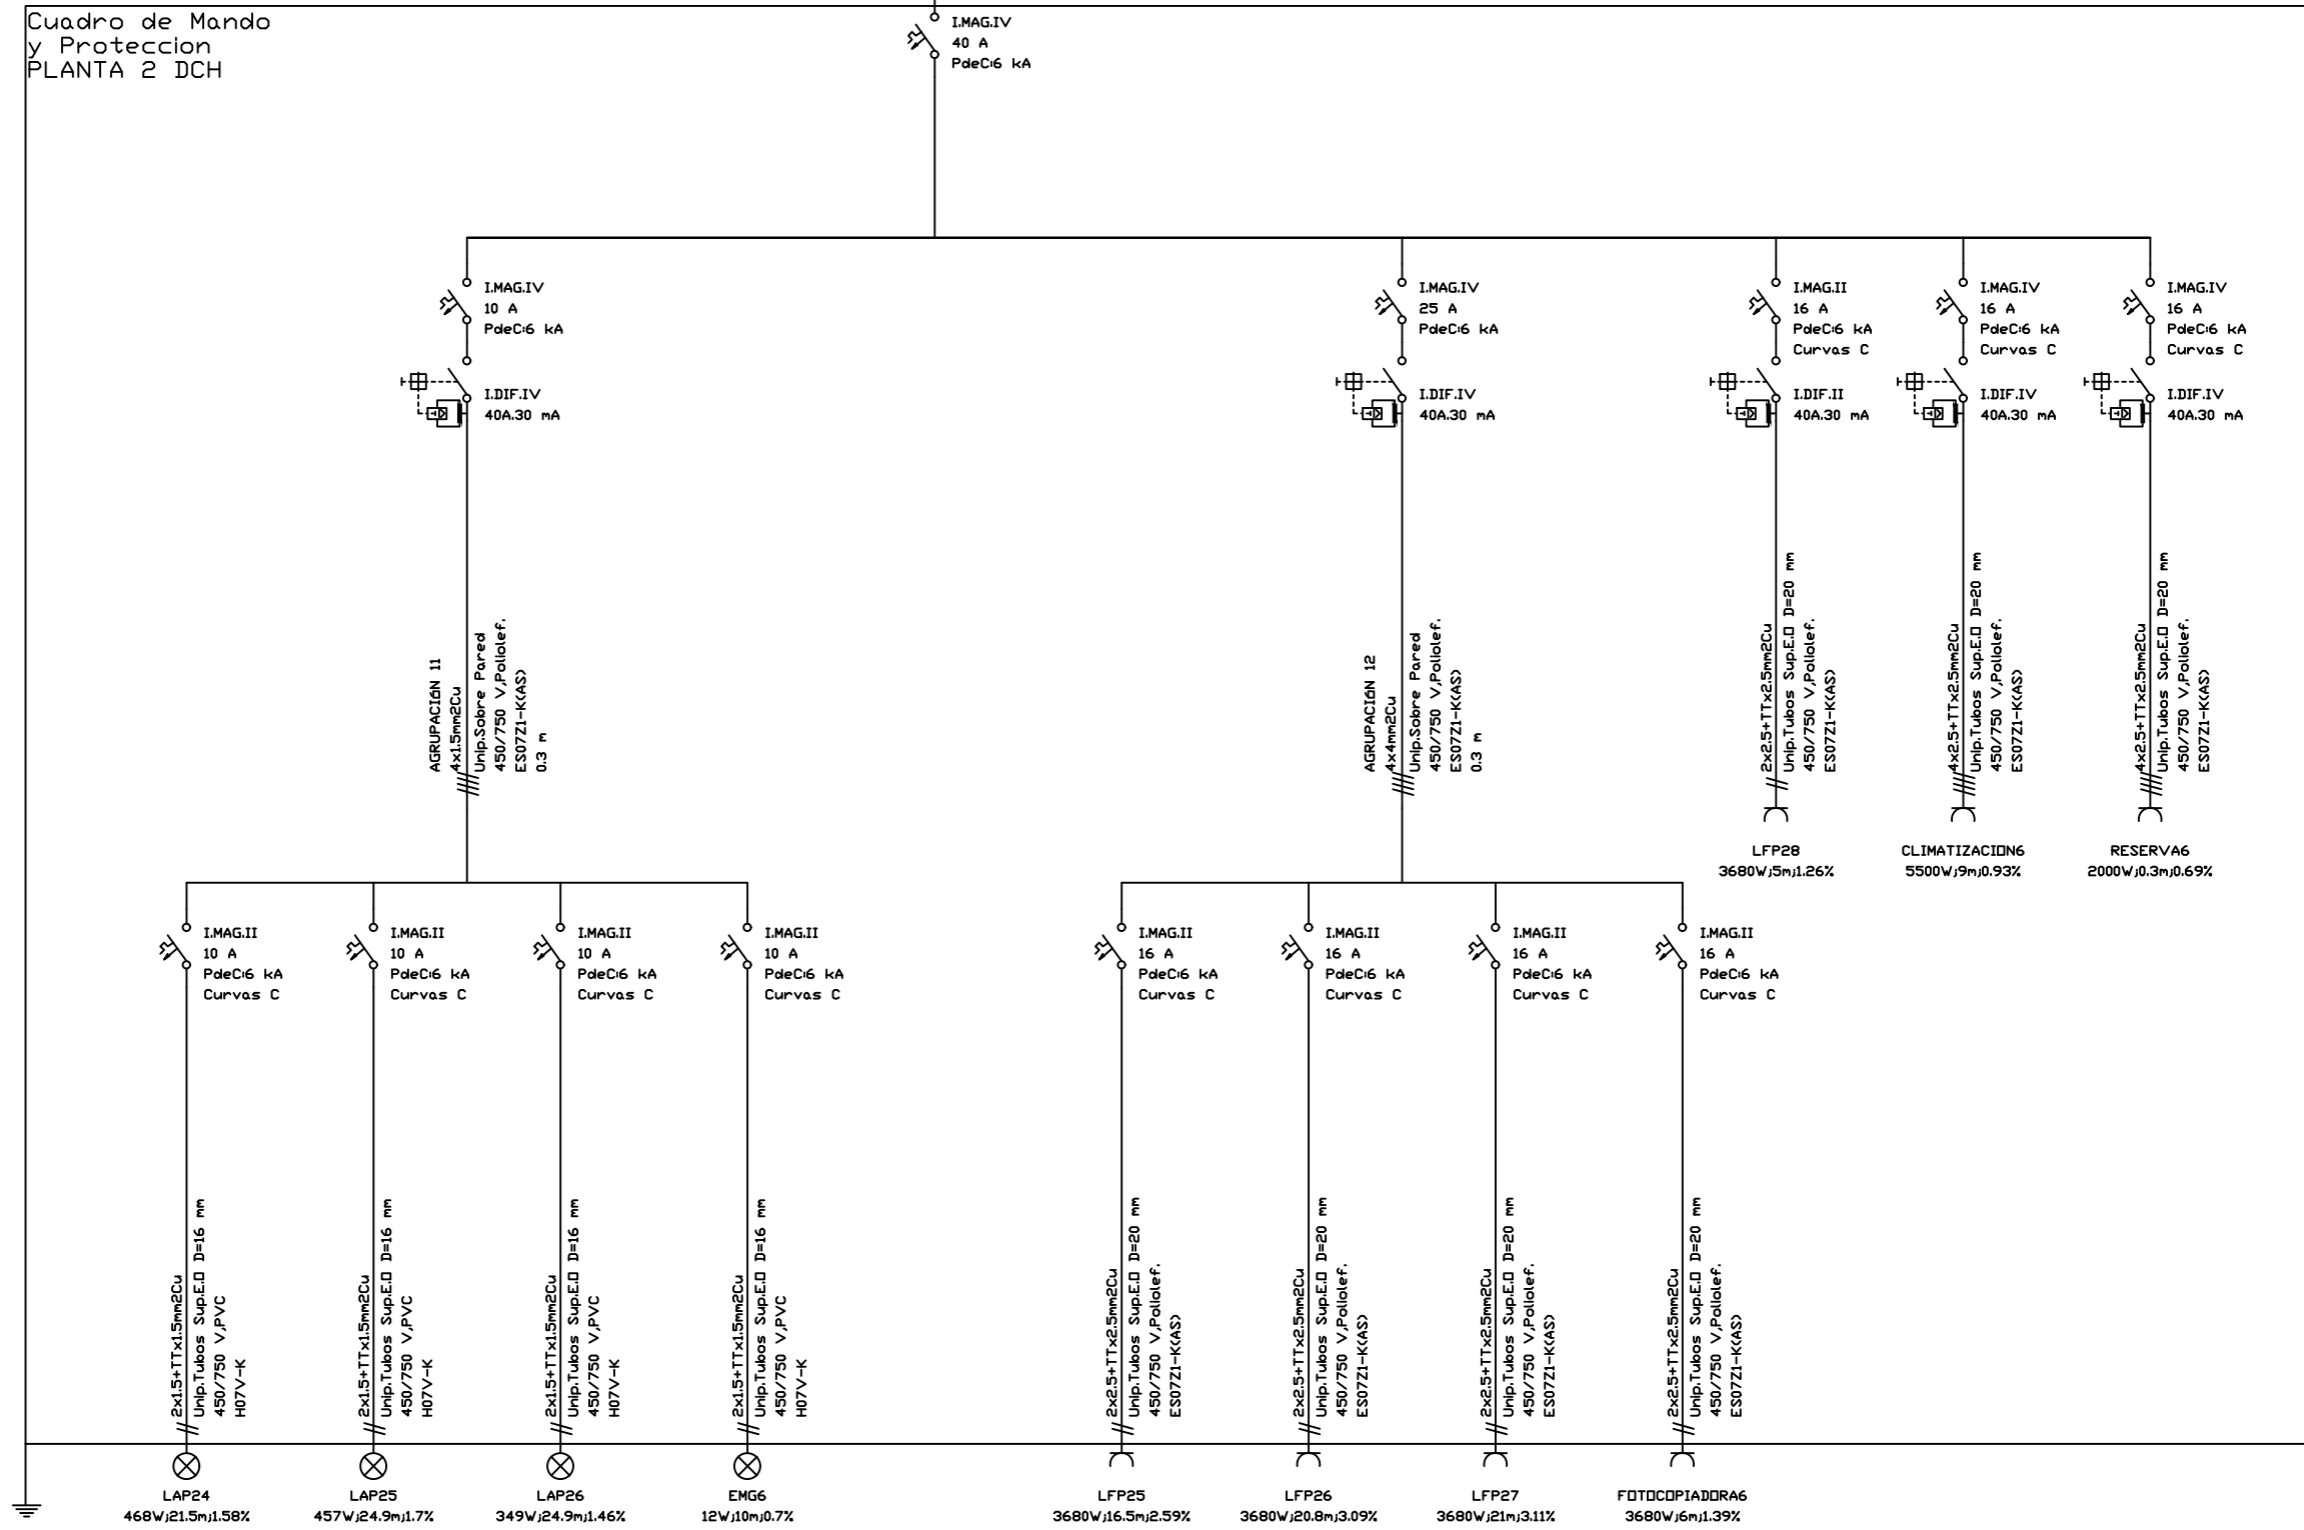 Cuadro de Mando
y Proteccion
PLANTA 2 DCH
I.MAG.IV
40 A
PdeC:6 kA
I.MAG.IV
10 A
PdeC:6 kA
I.DIF.IV
40A.30 mA
AGRUPACIÓN 11
4x1.5mm2Cu
Unip.Sobre Pared
450/750 V,Poliolef.
ES07Z1-K(AS)
0.3 m
I.MAG.IV
25 A
PdeC:6 kA
I.DIF.IV
40A.30 mA
AGRUPACIÓN 12
4x4mm2Cu
Unip.Sobre Pared
450/750 V,Poliolef.
ES07Z1-K(AS)
0.3 m
I.MAG.II
16 A
PdeC:6 kA
Curvas C
I.DIF.II
40A.30 mA
2x2.5+TTx2.5mm2Cu
Unip.Tubos Sup.E.O D=20 mm
450/750 V,Poliolef.
ES07Z1-K(AS)
LFP28
3680W;5m;1.26%
I.MAG.IV
16 A
PdeC:6 kA
Curvas C
I.DIF.IV
40A.30 mA
4x2.5+TTx2.5mm2Cu
Unip.Tubos Sup.E.O D=20 mm
450/750 V,Poliolef.
ES07Z1-K(AS)
CLIMATIZACION6
5500W;9m;0.93%
I.MAG.IV
16 A
PdeC:6 kA
Curvas C
I.DIF.IV
40A.30 mA
4x2.5+TTx2.5mm2Cu
Unip.Tubos Sup.E.O D=20 mm
450/750 V,Poliolef.
ES07Z1-K(AS)
RESERVA6
2000W;0.3m;0.69%
I.MAG.II
10 A
PdeC:6 kA
Curvas C
2x1.5+TTx1.5mm2Cu
Unip.Tubos Sup.E.O D=16 mm
450/750 V,PVC
H07V-K
LAP24
468W;21.5m;1.58%
I.MAG.II
10 A
PdeC:6 kA
Curvas C
2x1.5+TTx1.5mm2Cu
Unip.Tubos Sup.E.O D=16 mm
450/750 V,PVC
H07V-K
LAP25
457W;24.9m;1.7%
I.MAG.II
10 A
PdeC:6 kA
Curvas C
2x1.5+TTx1.5mm2Cu
Unip.Tubos Sup.E.O D=16 mm
450/750 V,PVC
H07V-K
LAP26
349W;24.9m;1.46%
I.MAG.II
10 A
PdeC:6 kA
Curvas C
2x1.5+TTx1.5mm2Cu
Unip.Tubos Sup.E.O D=16 mm
450/750 V,PVC
H07V-K
EMG6
12W;10m;0.7%
I.MAG.II
16 A
PdeC:6 kA
Curvas C
2x2.5+TTx2.5mm2Cu
Unip.Tubos Sup.E.O D=20 mm
450/750 V,Poliolef.
ES07Z1-K(AS)
LFP25
3680W;16.5m;2.59%
I.MAG.II
16 A
PdeC:6 kA
Curvas C
2x2.5+TTx2.5mm2Cu
Unip.Tubos Sup.E.O D=20 mm
450/750 V,Poliolef.
ES07Z1-K(AS)
LFP26
3680W;20.8m;3.09%
I.MAG.II
16 A
PdeC:6 kA
Curvas C
2x2.5+TTx2.5mm2Cu
Unip.Tubos Sup.E.O D=20 mm
450/750 V,Poliolef.
ES07Z1-K(AS)
LFP27
3680W;21m;3.11%
I.MAG.II
16 A
PdeC:6 kA
Curvas C
2x2.5+TTx2.5mm2Cu
Unip.Tubos Sup.E.O D=20 mm
450/750 V,Poliolef.
ES07Z1-K(AS)
FOTOCOPIADORA6
3680W;6m;1.39%